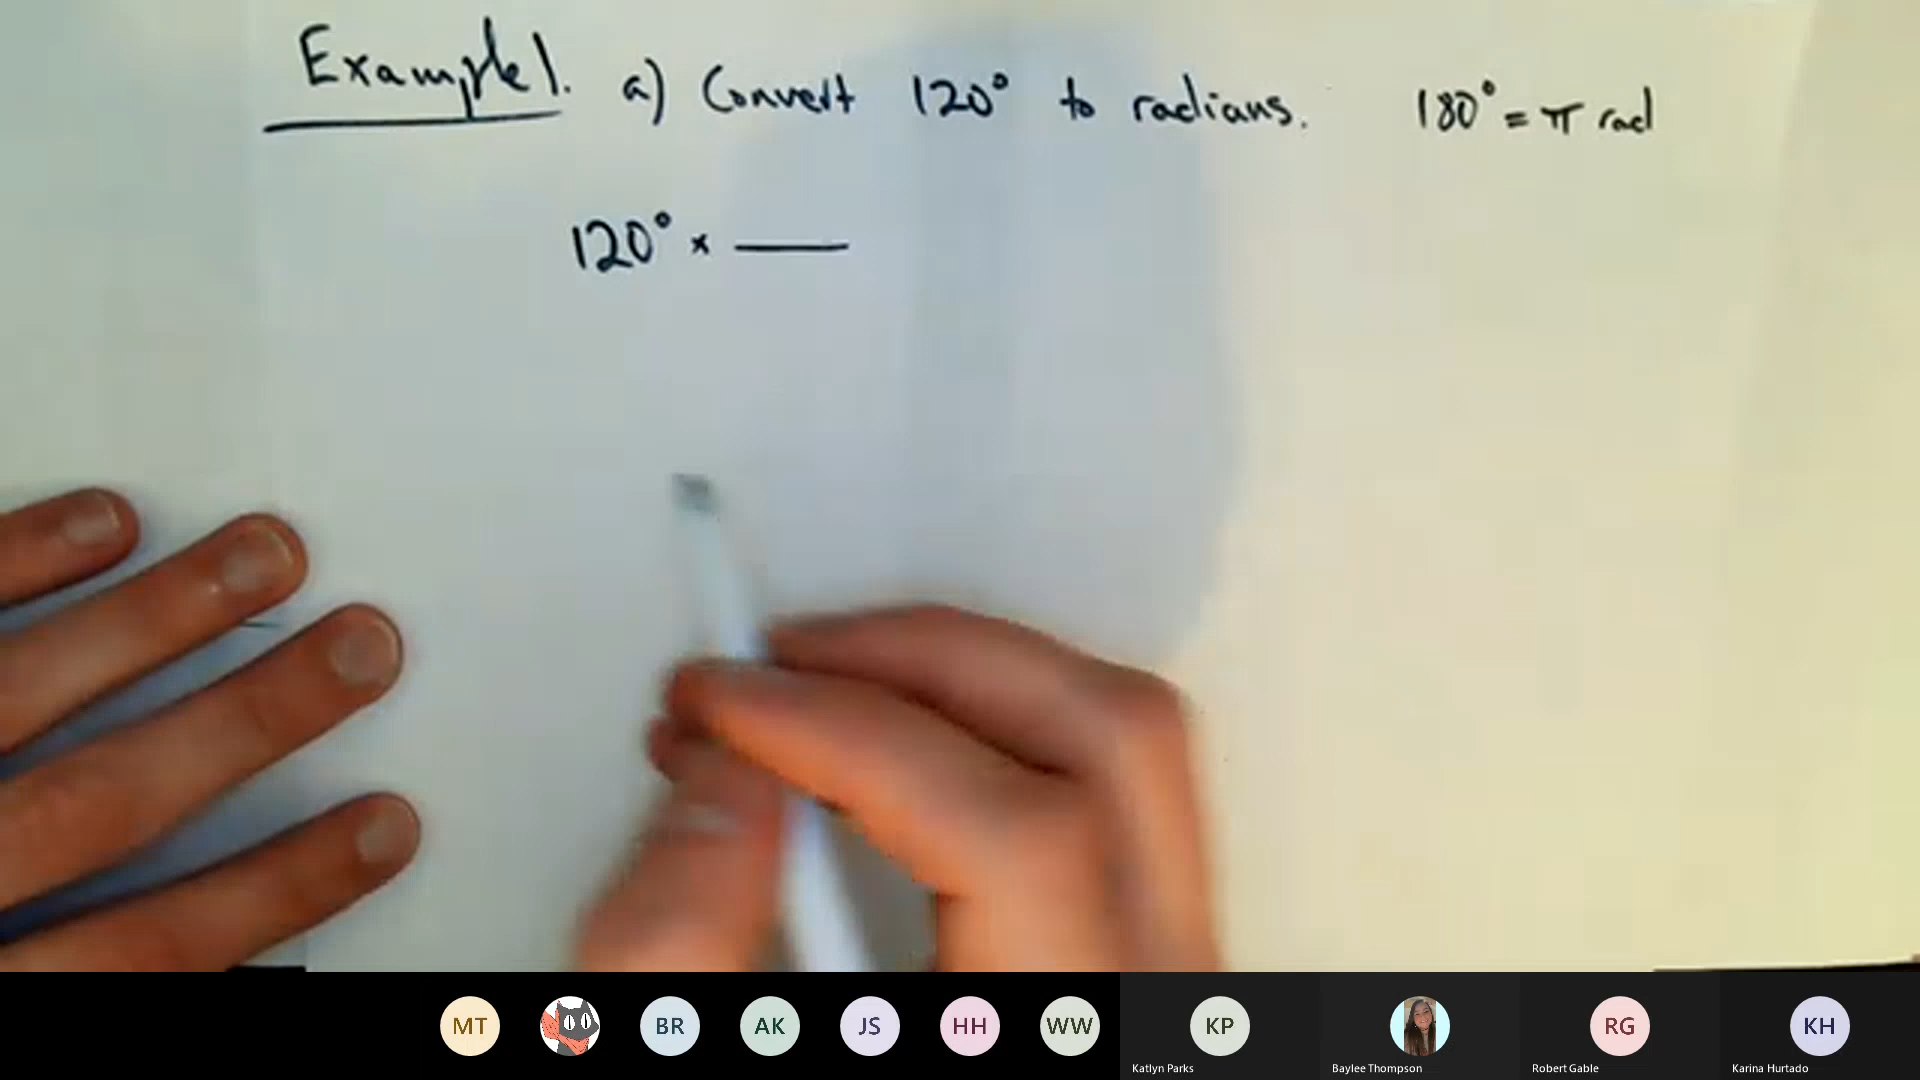 Example 1. a) Convert 120° to radians. 180° = π rad
120° × ___
MT BR AK JS HH WW KP RG KH
Katlyn Parks Baylee Thompson Robert Gable Karina Hurtado